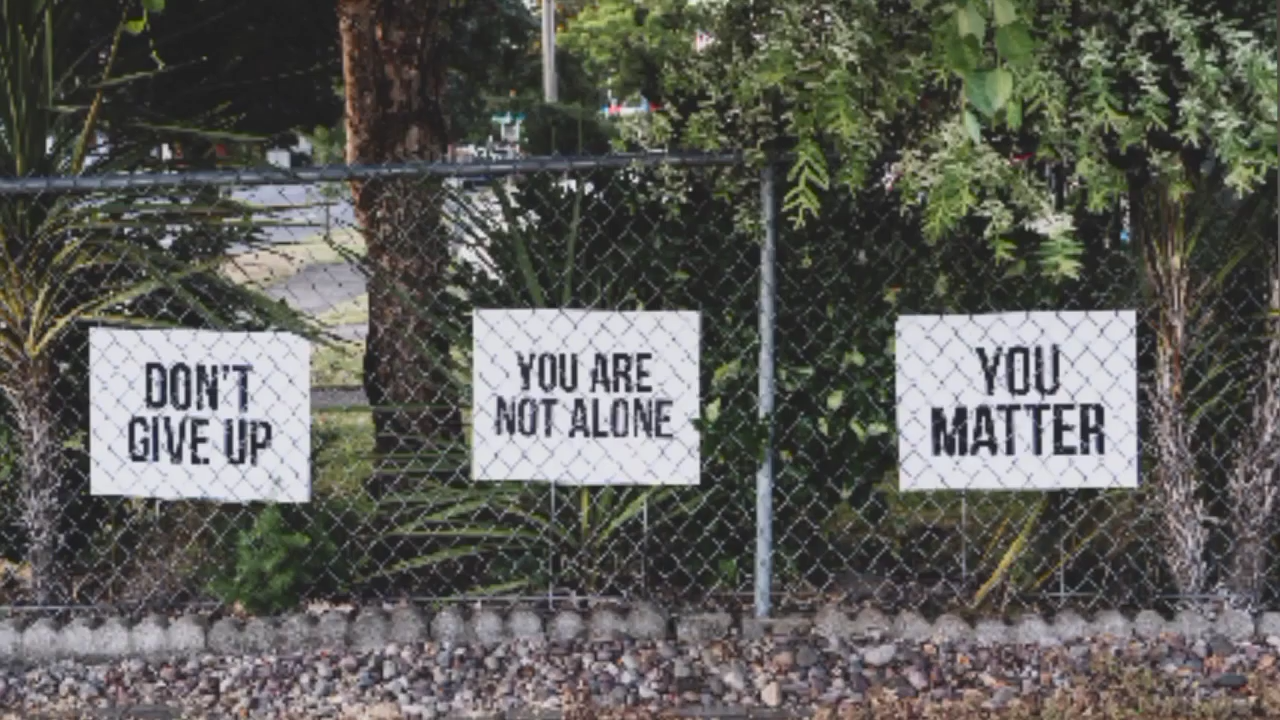 DON'T
GIVE UP
YOU ARE
NOT ALONE
YOU
MATTER